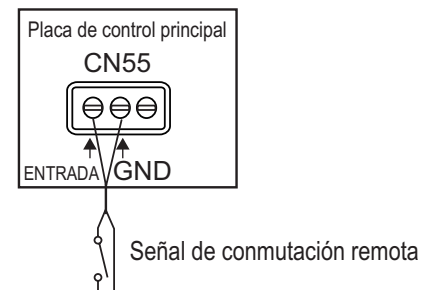 Placa de control principal
CN55
ENTRADA GND
Señal de conmutación remota